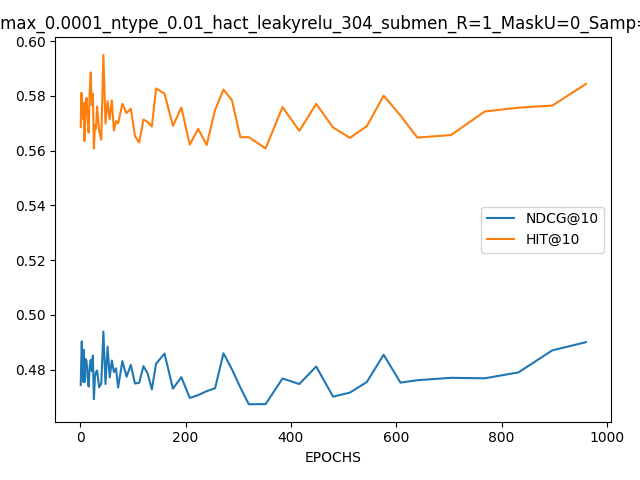 max_0.0001_ntype_0.01_hact_leakyrelu_304_submen_R=1_MaskU=0_Samp=
0.60
0.58
0.56
0.54
0.52
0.50
0.48
NDCG@10
HIT@10
0 200 400 600 800 1000
EPOCHS